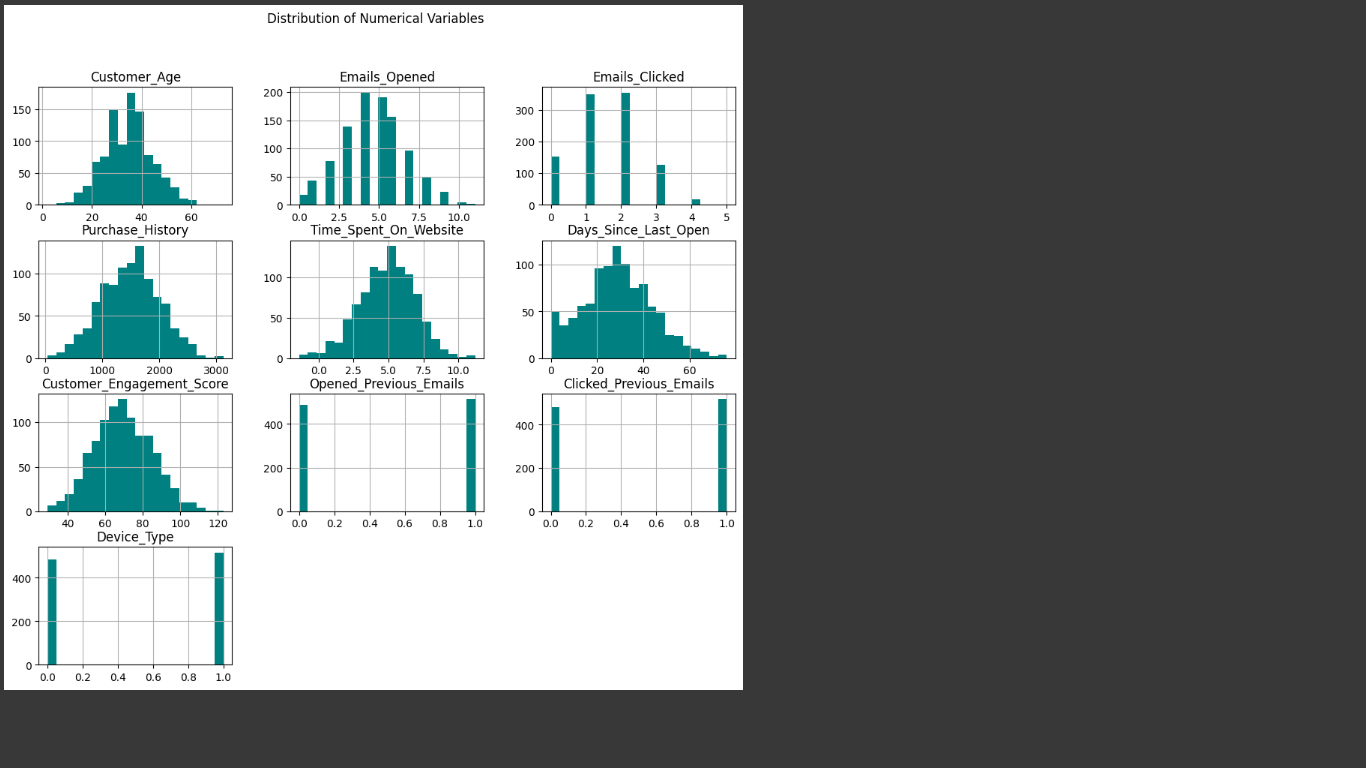 Distribution of Numerical Variables
Customer_Age
Emails_Opened
Emails_Clicked
150
100
50
0
0 20 40 60
200
150
100
50
0
0.0 2.5 5.0 7.5 10.0
300
200
100
0
0 1 2 3 4 5
Purchase_History
Time_Spent_On_Website
Days_Since_Last_Open
100
50
0
0 1000 2000 3000
100
50
0
0.0 2.5 5.0 7.5 10.0
100
50
0
0 20 40 60
Customer_Engagement_Score
Opened_Previous_Emails
Clicked_Previous_Emails
100
50
0
40 60 80 100 120
400
200
0
0.0 0.2 0.4 0.6 0.8 1.0
400
200
0
0.0 0.2 0.4 0.6 0.8 1.0
Device_Type
400
200
0
0.0 0.2 0.4 0.6 0.8 1.0